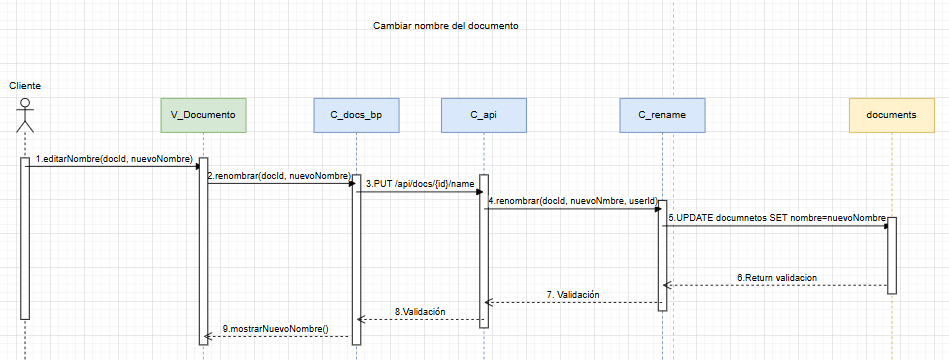 Cambiar nombre del documento
Cliente
V_Documento
C_docs_bp
C_api
C_rename
documents
1.editarNombre(docId, nuevoNombre)
2.renombrar(docId, nuevoNombre)
3.PUT /api/docs/{id}/name
4.renombrar(docId, nuevoNmbre, userId)
5.UPDATE documnetos SET nombre=nuevoNombre
6.Return validacion
7. Validación
8.Validación
9.mostrarNuevoNombre()